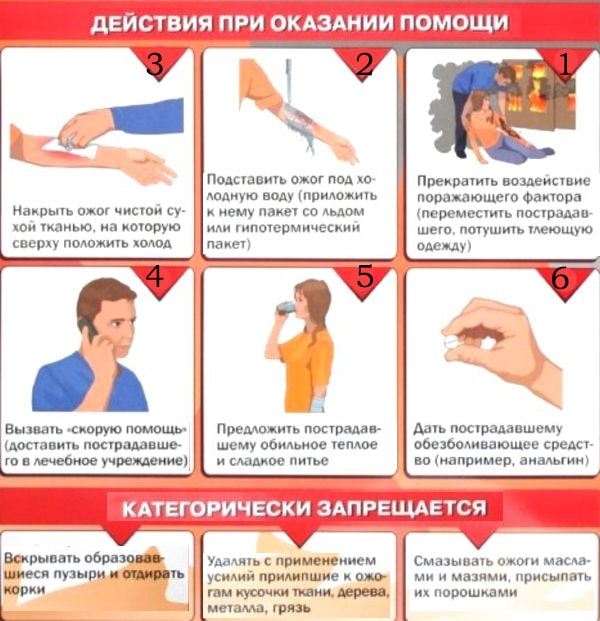 ДЕЙСТВИЯ ПРИ ОКАЗАНИИ ПОМОЩИ
3
Накрыть ожог чистой су-
хой тканью, на которую
сверху положить холод
2
Подставить ожог под хо-
лодную воду (приложить
к нему пакет со льдом
или гипотермический
пакет)
1
Прекратить воздействие
поражающего фактора
(переместить пострадав-
шего, потушить тлеющую
одежду)
4
Вызвать «скорую помощь»
(доставить пострадавше-
го в лечебное учреждение)
5
Предложить пострадав-
шему обильное теплое
и сладкое питье
6
Дать пострадавшему
обезболивающее средст-
во (например, анальгин)
КАТЕГОРИЧЕСКИ ЗАПРЕЩАЕТСЯ
Вскрывать образовав-
шиеся пузыри и отдирать
корки
Удалять с применением
усилий прилипшие к ожо-
гам кусочки ткани, дерева,
металла, грязь
Смазывать ожоги масла-
ми и мазями, присыпать
их порошками